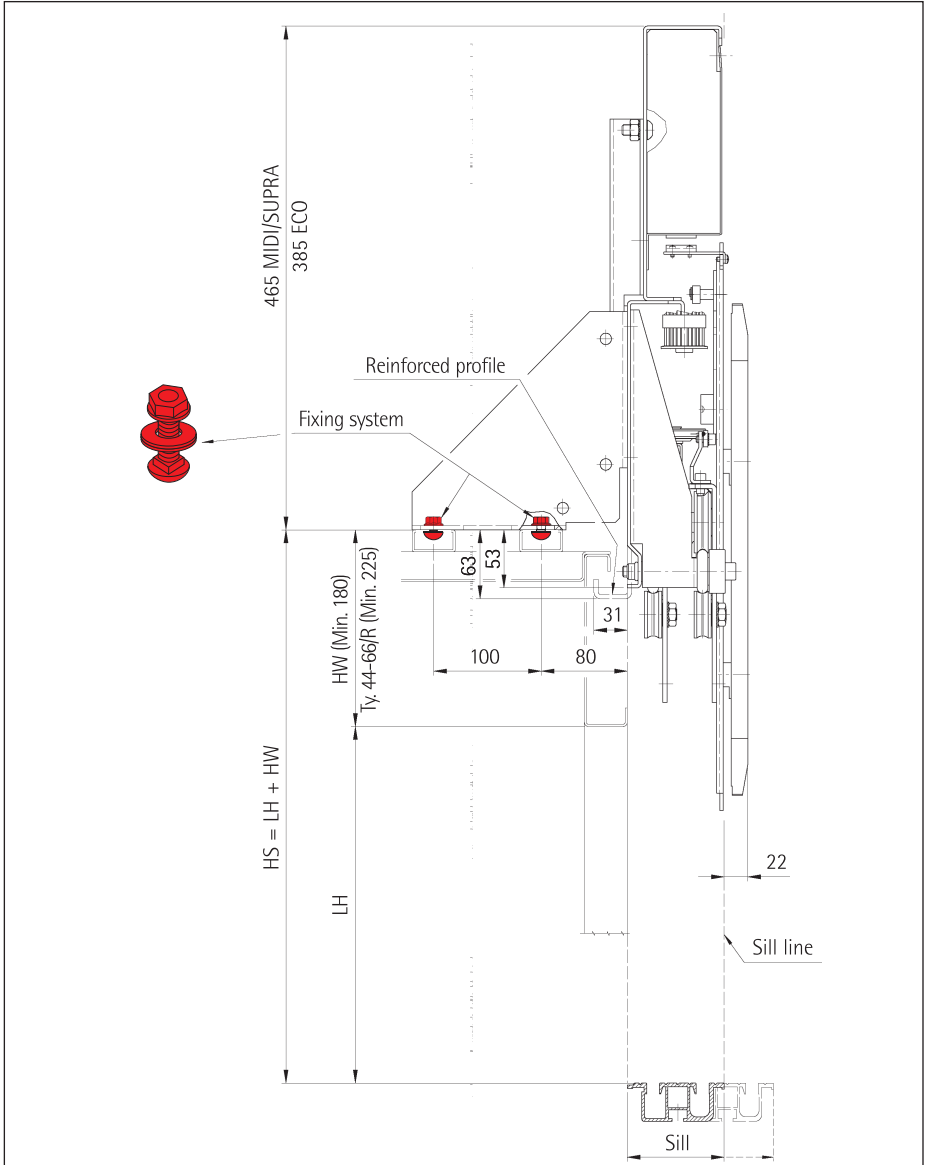 465 MIDI/SUPRA
385 ECO
Reinforced profile
Fixing system
63
53
31
HW (Min. 180)
Ty. 44-66/R (Min. 225)
100
80
HS = LH + HW
LH
22
Sill line
Sill